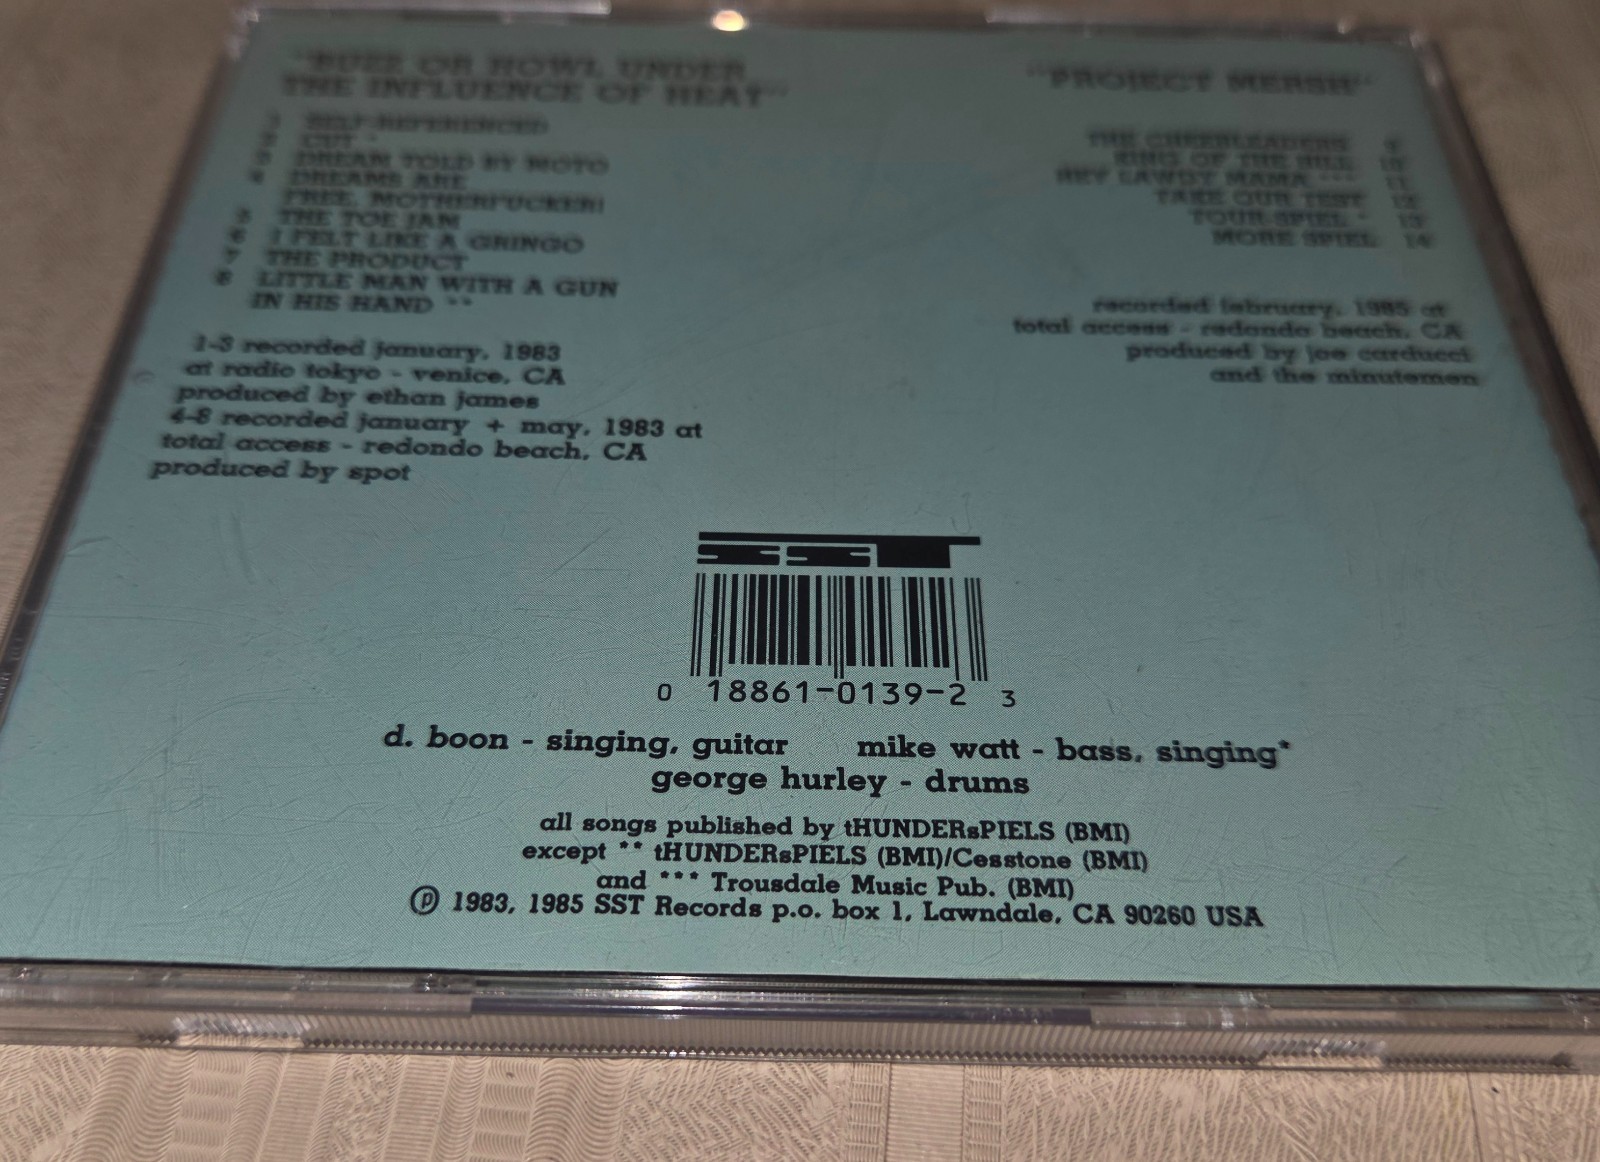 "BUZZ OR HOWL UNDER
THE INFLUENCE OF HEAT"
1 SELF-REFERENCED
2 CUT *
3 DREAM TOLD BY MOTO
4 DREAMS ARE
FREE, MOTHERFUCKER!
5 THE TOE JAM
6 I FELT LIKE A GRINGO
7 THE PRODUCT
8 LITTLE MAN WITH A GUN
IN HIS HAND **
1-3 recorded january, 1983
at radio tokyo - venice, CA
produced by ethan james
4-8 recorded january + may, 1983 at
total access - redondo beach, CA
produced by spot
"PROJECT MERSH"
THE CHEERLEADERS 9
KING OF THE HILL 10
HEY LAWDY MAMA *** 11
TAKE OUR TEST 12
TOUR-SPIEL * 13
MORE SPIEL 14
recorded february, 1985 at
total access - redondo beach, CA
produced by joe carducci
and the minutemen
SST
0 18861-0139-2 3
d. boon - singing, guitar mike watt - bass, singing*
george hurley - drums
all songs published by tHUNDERsPIELS (BMI)
except ** tHUNDERsPIELS (BMI)/Cesstone (BMI)
and *** Trousdale Music Pub. (BMI)
℗ 1983, 1985 SST Records p.o. box 1, Lawndale, CA 90260 USA